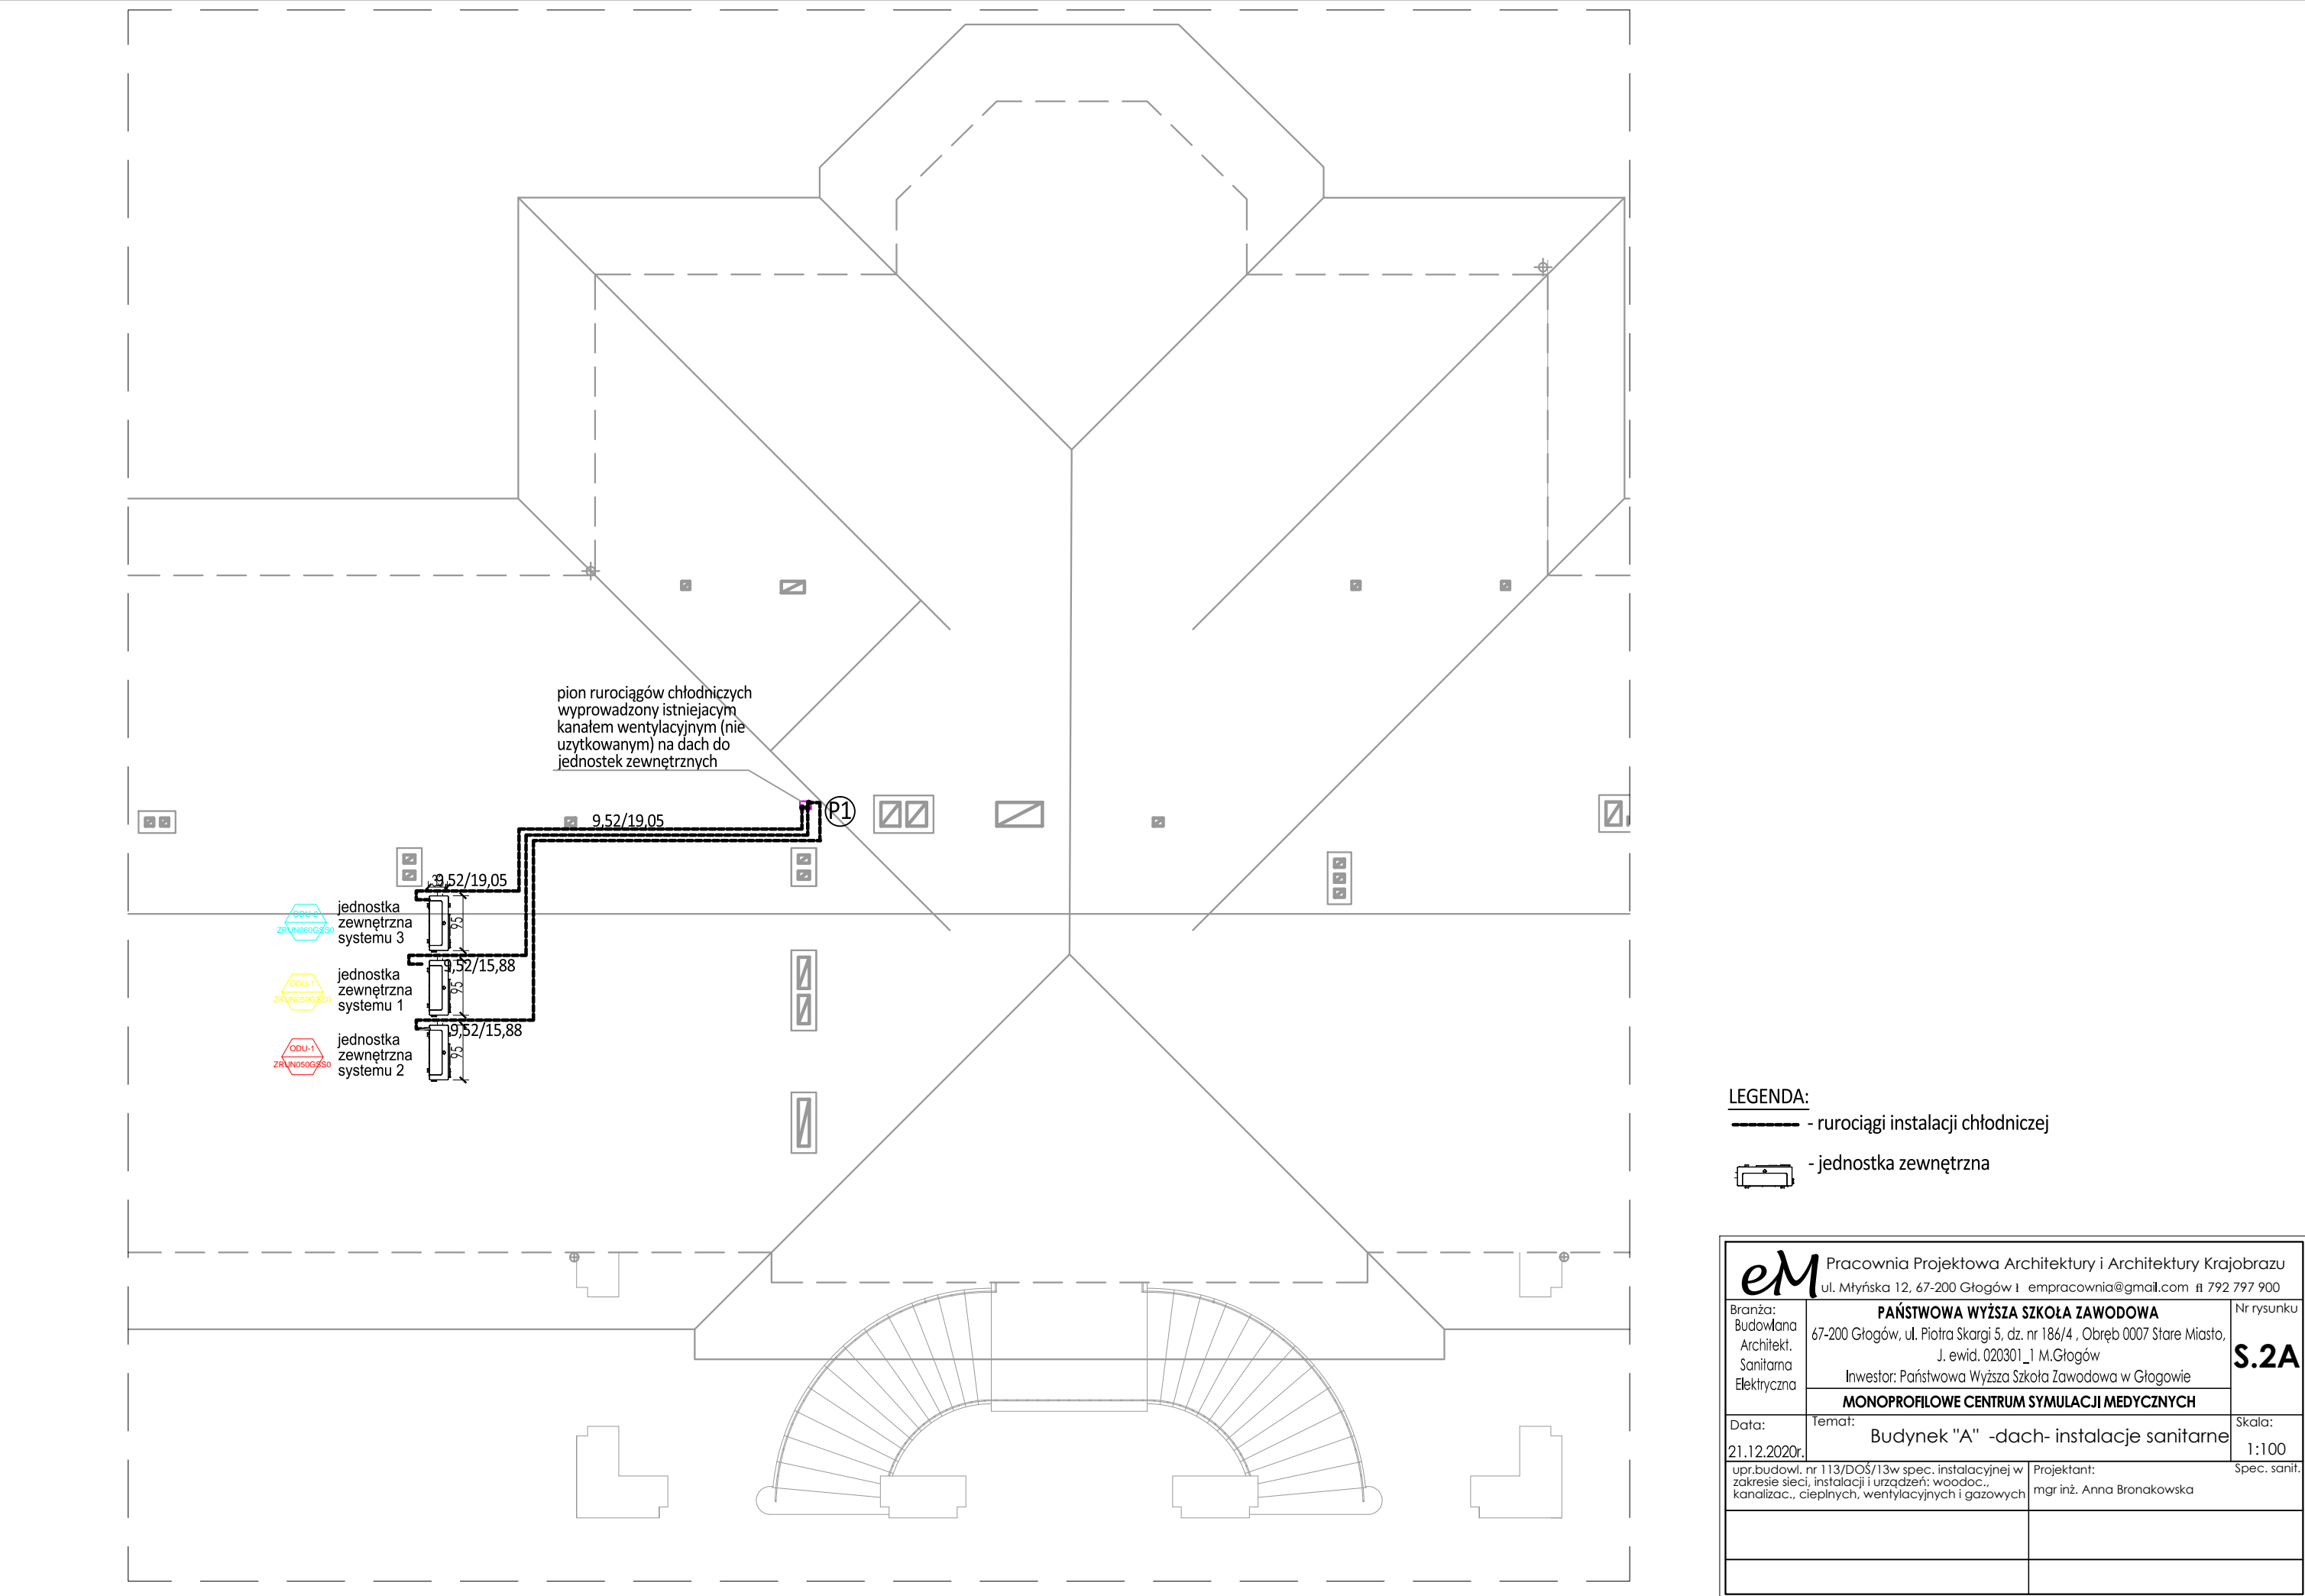 pion rurociągów chłodniczych
wyprowadzony istniejacym
kanałem wentylacyjnym (nie
uzytkowanym) na dach do
jednostek zewnętrznych
P1
9,52/19,05
9,52/19,05
95
jednostka
zewnętrzna
systemu 3
ZRUN060GSS0
9,52/15,88
95
ODU-1
ZRUN050GSS0
jednostka
zewnętrzna
systemu 1
9,52/15,88
95
ODU-1
ZRUN050GSS0
jednostka
zewnętrzna
systemu 2
LEGENDA:
- rurociągi instalacji chłodniczej
- jednostka zewnętrzna
eM Pracownia Projektowa Architektury i Architektury Krajobrazu
ul. Młyńska 12, 67-200 Głogów empracownia@gmail.com 792 797 900
Branża:
Budowlana
Architekt.
Sanitarna
Elektryczna
PAŃSTWOWA WYŻSZA SZKOŁA ZAWODOWA
67-200 Głogów, ul. Piotra Skargi 5, dz. nr 186/4 , Obręb 0007 Stare Miasto,
J. ewid. 020301_1 M.Głogów
Inwestor: Państwowa Wyższa Szkoła Zawodowa w Głogowie
MONOPROFILOWE CENTRUM SYMULACJI MEDYCZNYCH
Nr rysunku
S.2A
Data:
21.12.2020r.
Temat:
Budynek "A" -dach- instalacje sanitarne
Skala:
1:100
upr.budowl. nr 113/DOŚ/13w spec. instalacyjnej w
zakresie sieci, instalacji i urządzeń: woodoc.,
kanalizac., cieplnych, wentylacyjnych i gazowych
Projektant:
mgr inż. Anna Bronakowska
Spec. sanit.